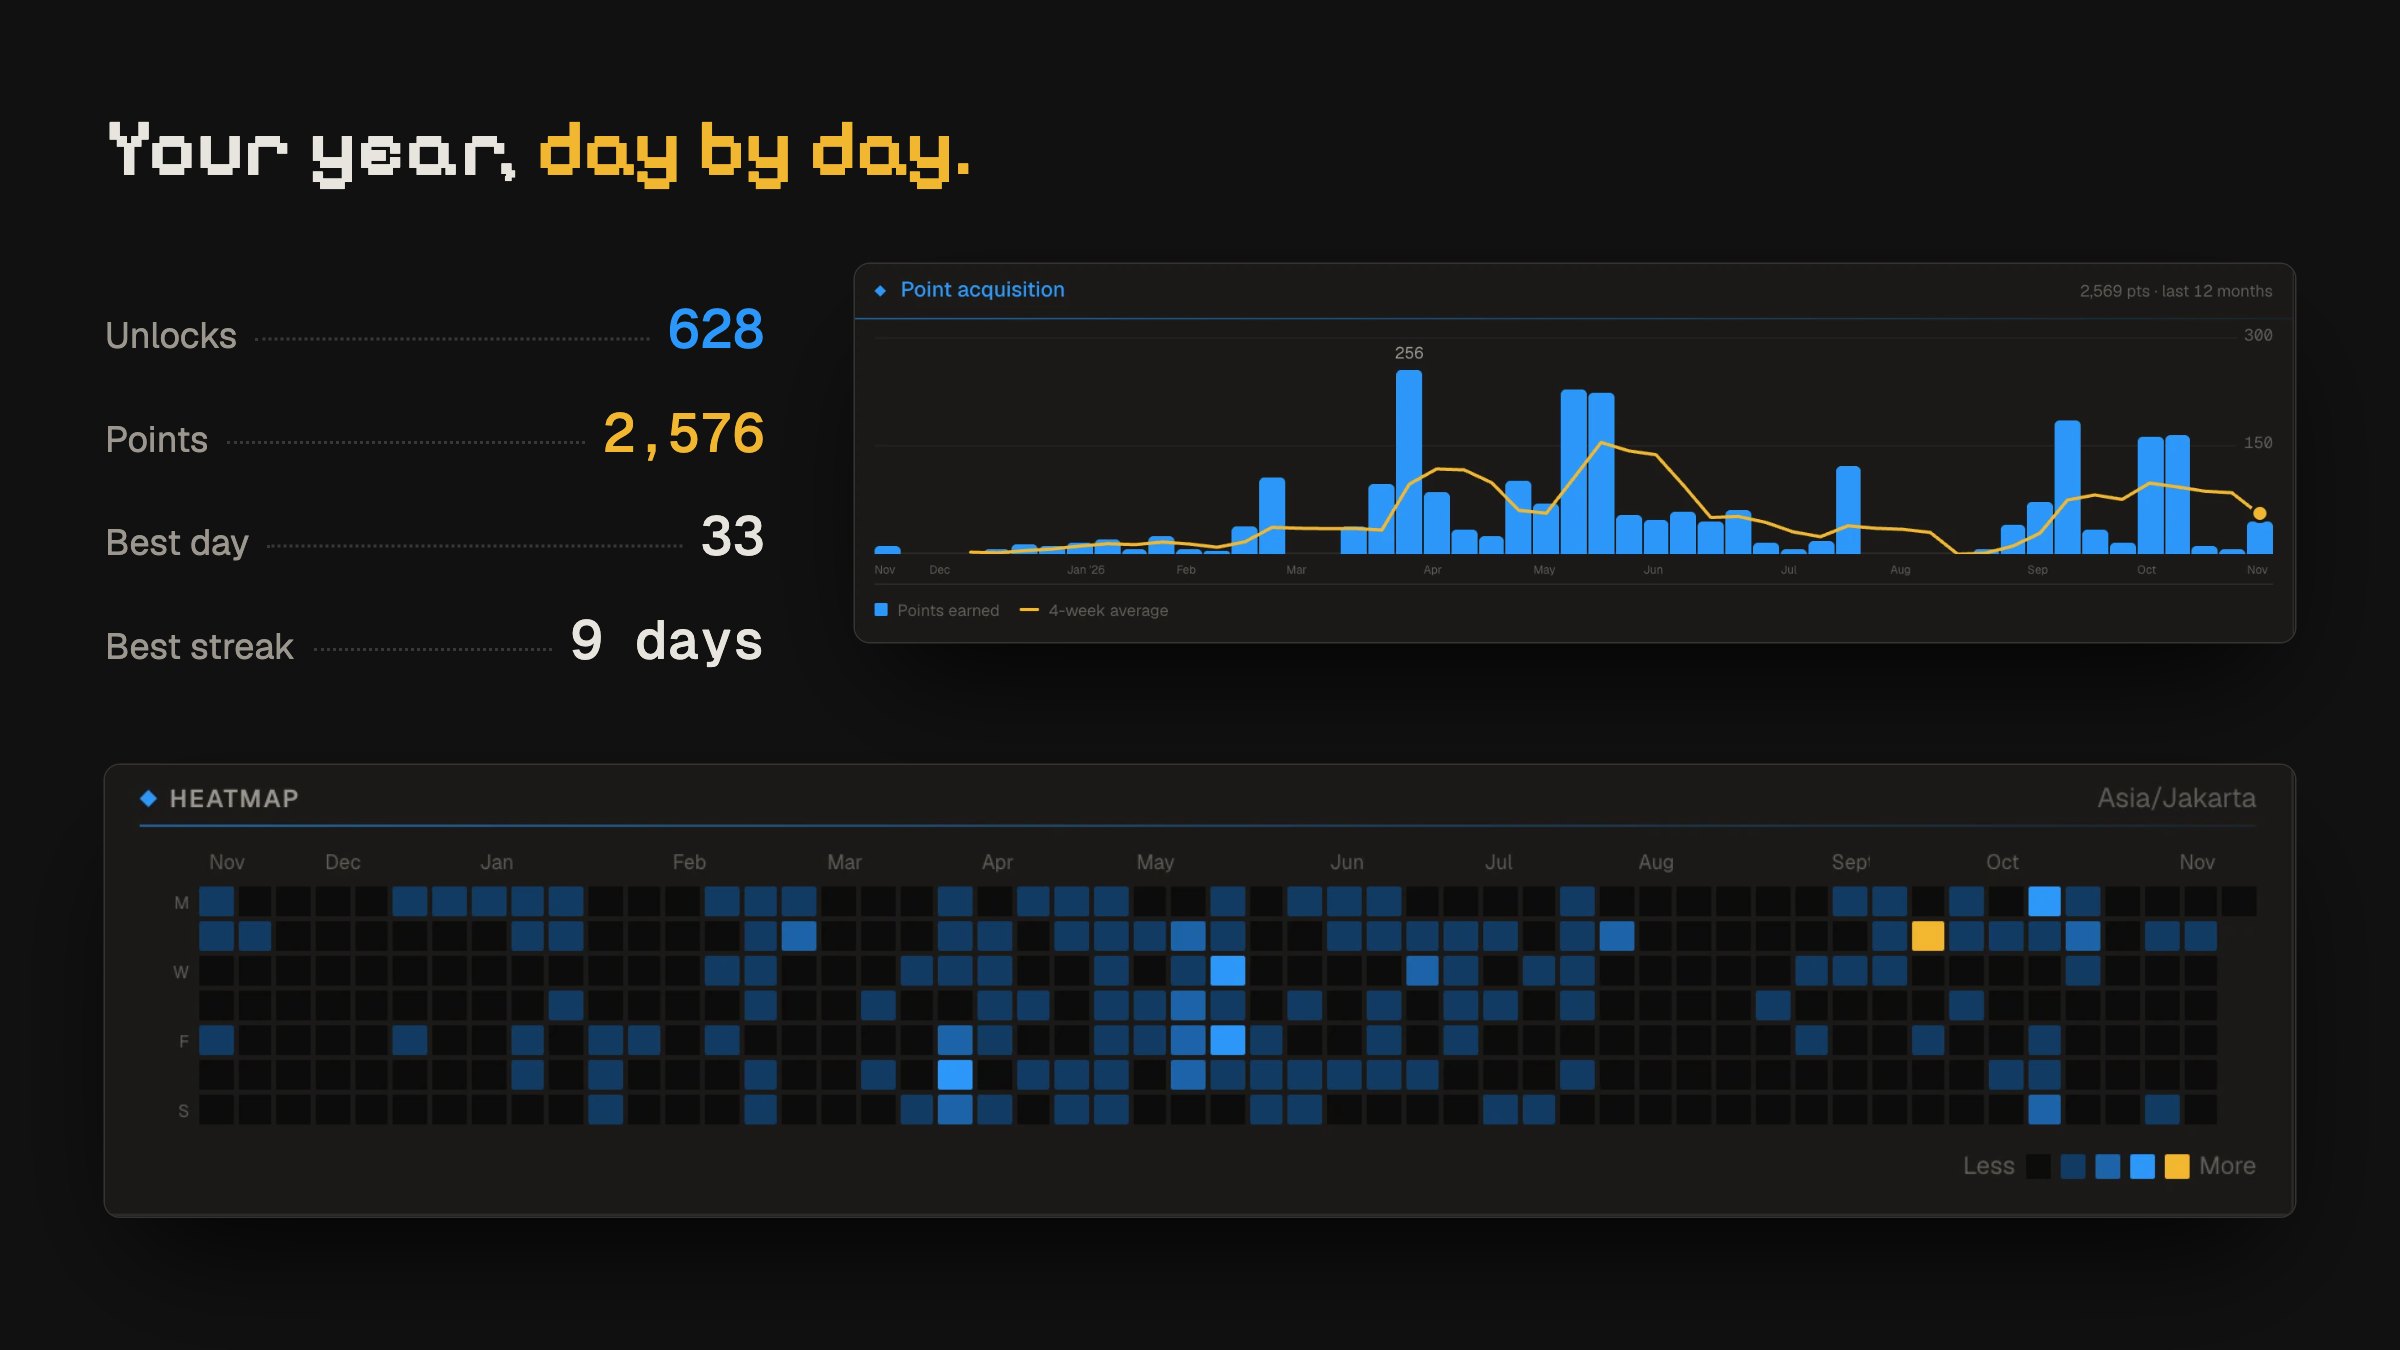 Your year, day by day.
Unlocks 628
Points 2,576
Best day 33
Best streak 9 days
Point acquisition
2,569 pts · last 12 months
300
256
150
Nov Dec Jan '26 Feb Mar Apr May Jun Jul Aug Sep Oct Nov
Points earned 4-week average
HEATMAP
Asia/Jakarta
Nov Dec Jan Feb Mar Apr May Jun Jul Aug Sept Oct Nov
M
W
F
S
Less More